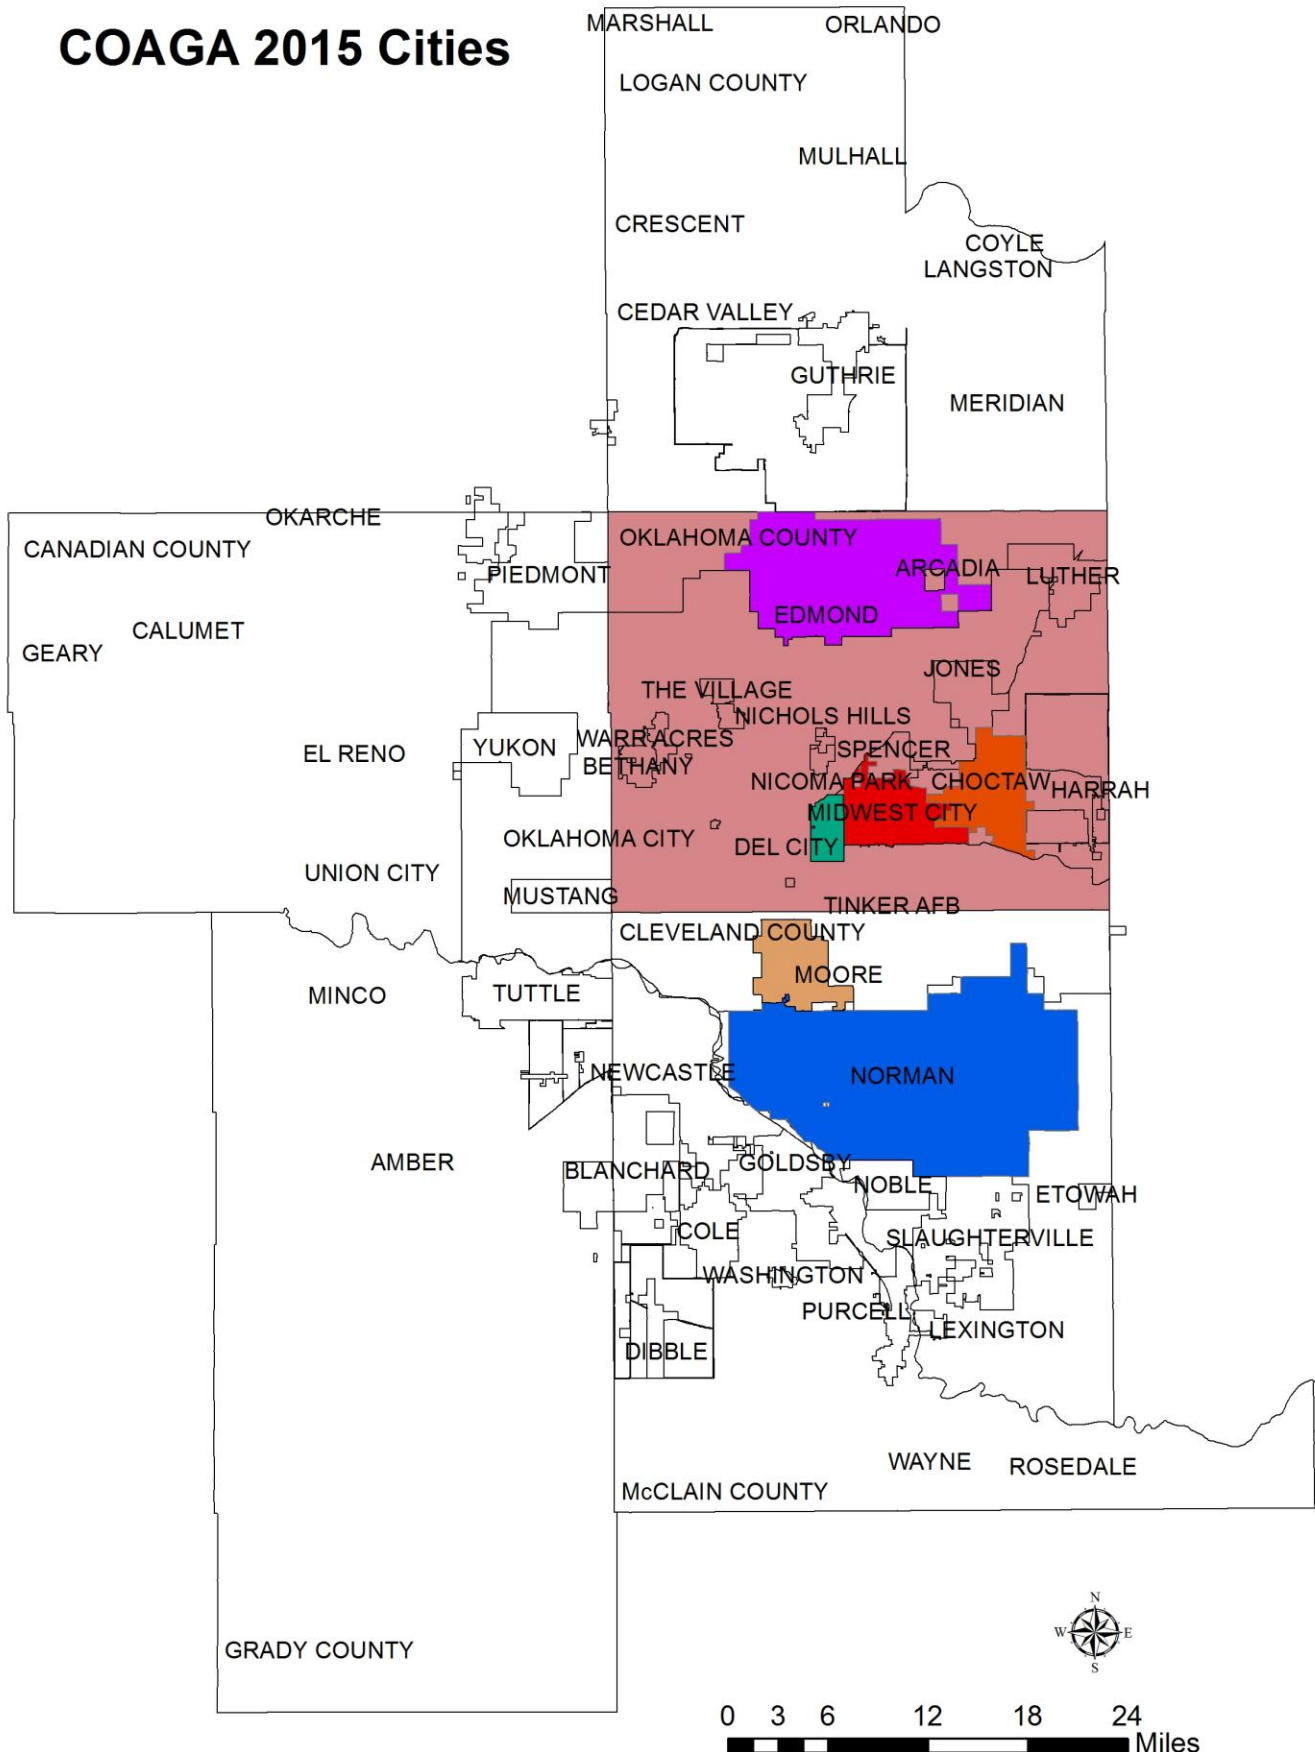 COAGA 2015 Cities
MARSHALL
ORLANDO
LOGAN COUNTY
MULHALL
CRESCENT
COYLE
LANGSTON
CEDAR VALLEY
GUTHRIE
MERIDIAN
OKARCHE
CANADIAN COUNTY
OKLAHOMA COUNTY
PIEDMONT
ARCADIA
LUTHER
CALUMET
EDMOND
GEARY
JONES
THE VILLAGE
NICHOLS HILLS
EL RENO
YUKON
WARR ACRES
SPENCER
BETHANY
NICOMA PARK
CHOCTAW
HARRAH
MIDWEST CITY
OKLAHOMA CITY
DEL CITY
UNION CITY
MUSTANG
TINKER AFB
CLEVELAND COUNTY
MOORE
MINCO
TUTTLE
NEWCASTLE
NORMAN
AMBER
BLANCHARD
GOLDSBY
NOBLE
ETOWAH
COLE
SLAUGHTERVILLE
WASHINGTON
PURCELL
LEXINGTON
DIBBLE
WAYNE
ROSEDALE
McCLAIN COUNTY
GRADY COUNTY
N
W
E
S
0 3 6 12 18 24
Miles